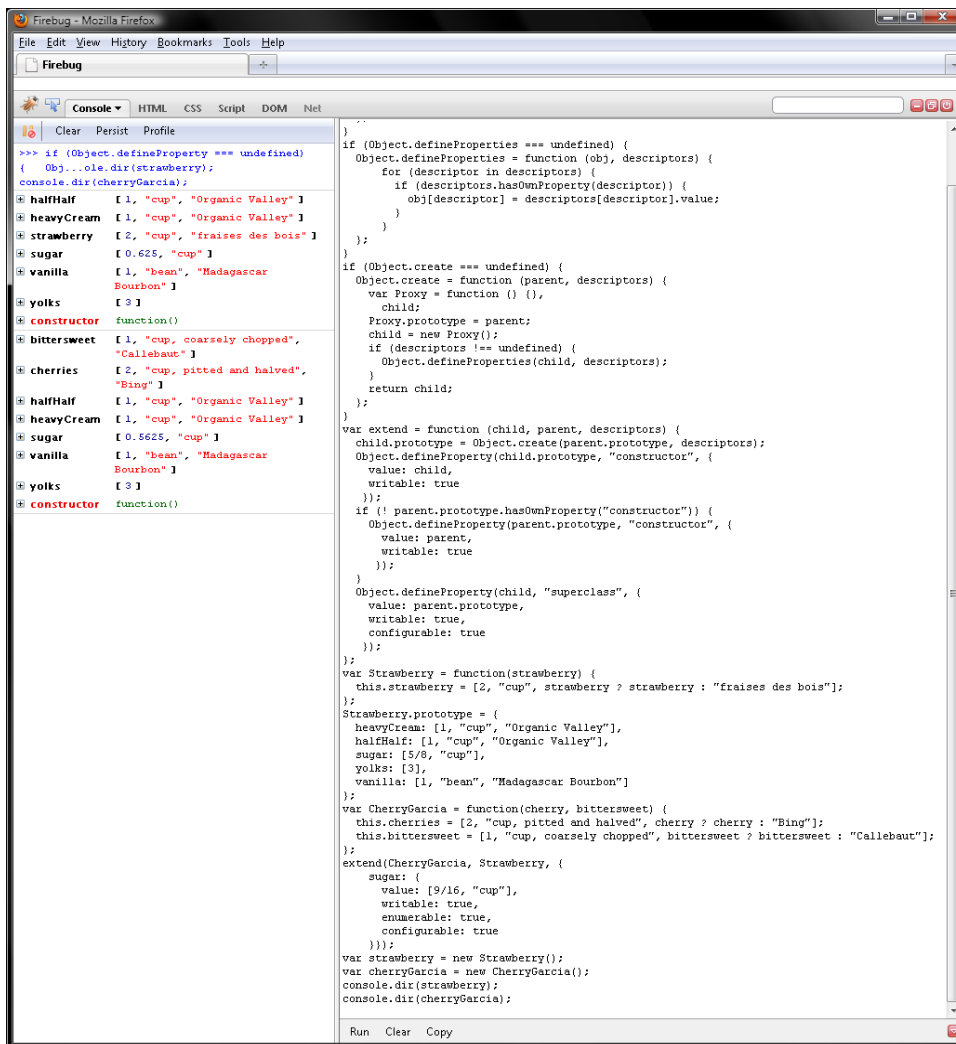 Firebug - Mozilla Firefox
File Edit View History Bookmarks Tools Help
Firebug
Console HTML CSS Script DOM Net
Clear Persist Profile
>>> if (Object.defineProperty === undefined)
{ Obj...ole.dir(strawberry);
console.dir(cherryGarcia);
halfHalf [ 1, "cup", "Organic Valley" ]
heavyCream [ 1, "cup", "Organic Valley" ]
strawberry [ 2, "cup", "fraises des bois" ]
sugar [ 0.625, "cup" ]
vanilla [ 1, "bean", "Madagascar
Bourbon" ]
yolks [ 3 ]
constructor function()
bittersweet [ 1, "cup, coarsely chopped",
"Callebaut" ]
cherries [ 2, "cup, pitted and halved",
"Bing" ]
halfHalf [ 1, "cup", "Organic Valley" ]
heavyCream [ 1, "cup", "Organic Valley" ]
sugar [ 0.5625, "cup" ]
vanilla [ 1, "bean", "Madagascar
Bourbon" ]
yolks [ 3 ]
constructor function()
}
if (Object.defineProperties === undefined) {
Object.defineProperties = function (obj, descriptors) {
for (descriptor in descriptors) {
if (descriptors.hasOwnProperty(descriptor)) {
obj[descriptor] = descriptors[descriptor].value;
}
}
};
}
if (Object.create === undefined) {
Object.create = function (parent, descriptors) {
var Proxy = function () {},
child;
Proxy.prototype = parent;
child = new Proxy();
if (descriptors !== undefined) {
Object.defineProperties(child, descriptors);
}
return child;
};
}
var extend = function (child, parent, descriptors) {
child.prototype = Object.create(parent.prototype, descriptors);
Object.defineProperty(child.prototype, "constructor", {
value: child,
writable: true
});
if (! parent.prototype.hasOwnProperty("constructor")) {
Object.defineProperty(parent.prototype, "constructor", {
value: parent,
writable: true
});
}
Object.defineProperty(child, "superclass", {
value: parent.prototype,
writable: true,
configurable: true
});
};
var Strawberry = function(strawberry) {
this.strawberry = [2, "cup", strawberry ? strawberry : "fraises des bois"];
};
Strawberry.prototype = {
heavyCream: [1, "cup", "Organic Valley"],
halfHalf: [1, "cup", "Organic Valley"],
sugar: [5/8, "cup"],
yolks: [3],
vanilla: [1, "bean", "Madagascar Bourbon"]
};
var CherryGarcia = function(cherry, bittersweet) {
this.cherries = [2, "cup, pitted and halved", cherry ? cherry : "Bing"];
this.bittersweet = [1, "cup, coarsely chopped", bittersweet ? bittersweet : "Callebaut"];
};
extend(CherryGarcia, Strawberry, {
sugar: {
value: [9/16, "cup"],
writable: true,
enumerable: true,
configurable: true
}});
var strawberry = new Strawberry();
var cherryGarcia = new CherryGarcia();
console.dir(strawberry);
console.dir(cherryGarcia);
Run Clear Copy